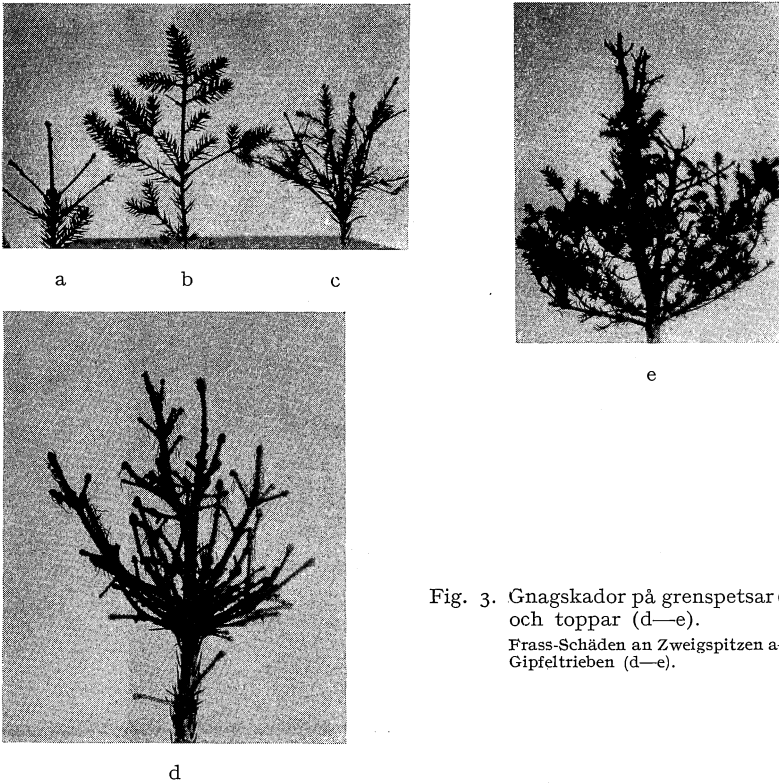 a b c
e
Fig. 3. Gnagskador på grenspetsar
och toppar (d—e).
Frass-Schäden an Zweigspitzen a-
Gipfeltrieben (d—e).
d